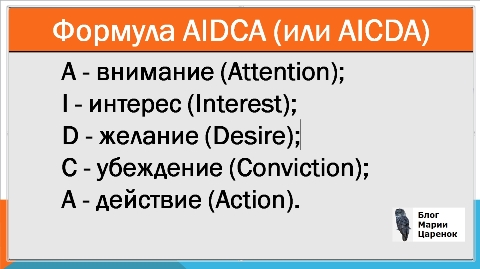 Формула AIDCA (или AICDA)
A - внимание (Attention);
I - интерес (Interest);
D - желание (Desire);
C - убеждение (Conviction);
A - действие (Action).
Блог
Марии
Царенок